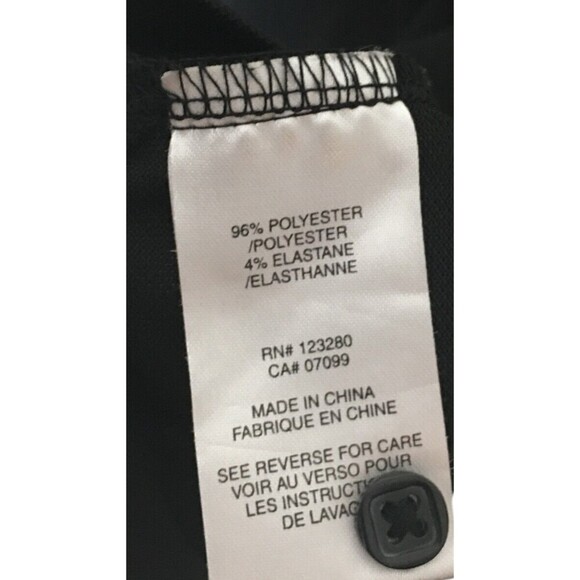 96% POLYESTER
/POLYESTER
4% ELASTANE
/ELASTHANNE
RN# 123280
CA# 07099
MADE IN CHINA
FABRIQUE EN CHINE
SEE REVERSE FOR CARE
VOIR AU VERSO POUR
LES
DE